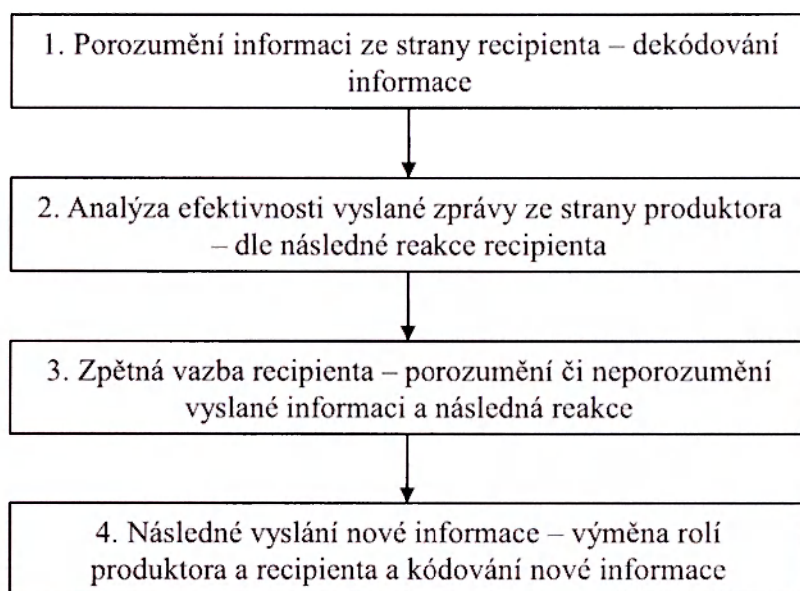 1. Porozumění informaci ze strany recipienta – dekódování
informace
2. Analýza efektivnosti vyslané zprávy ze strany produktora
– dle následné reakce recipienta
3. Zpětná vazba recipienta – porozumění či neporozumění
vyslané informaci a následná reakce
4. Následné vyslání nové informace – výměna rolí
produktora a recipienta a kódování nové informace